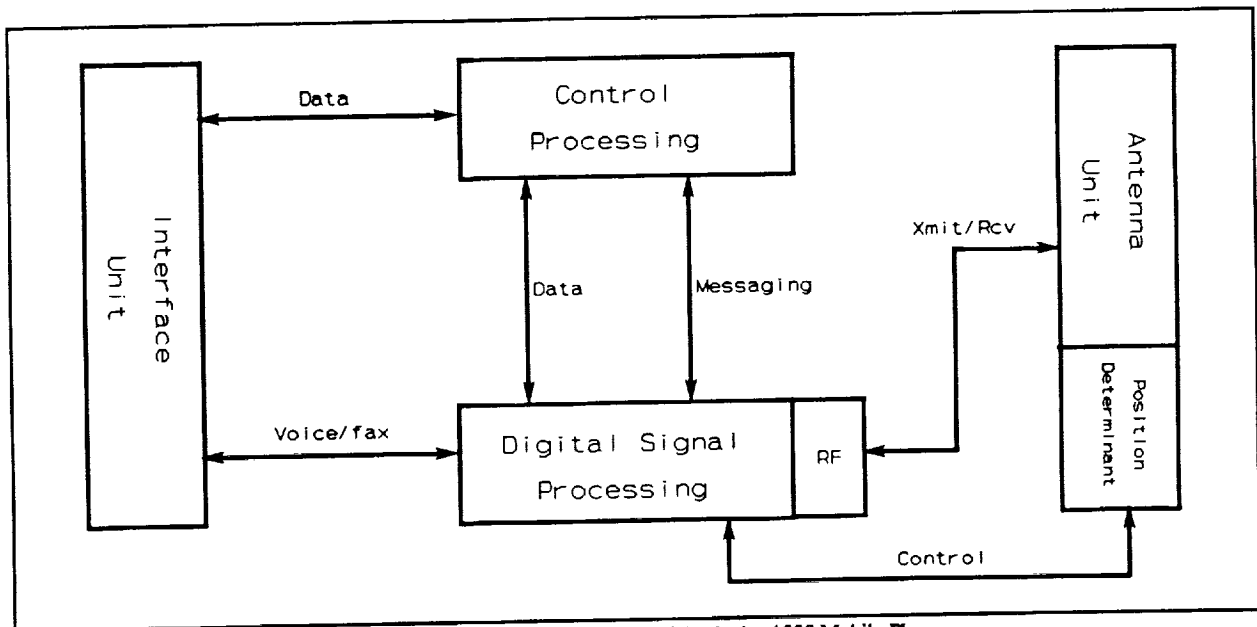 Data
Control
Processing
Interface
Unit
Antenna
Unit
Xmit/Rcv
Data
Messaging
Position
Determinant
Voice/fax
Digital Signal
Processing
RF
Control